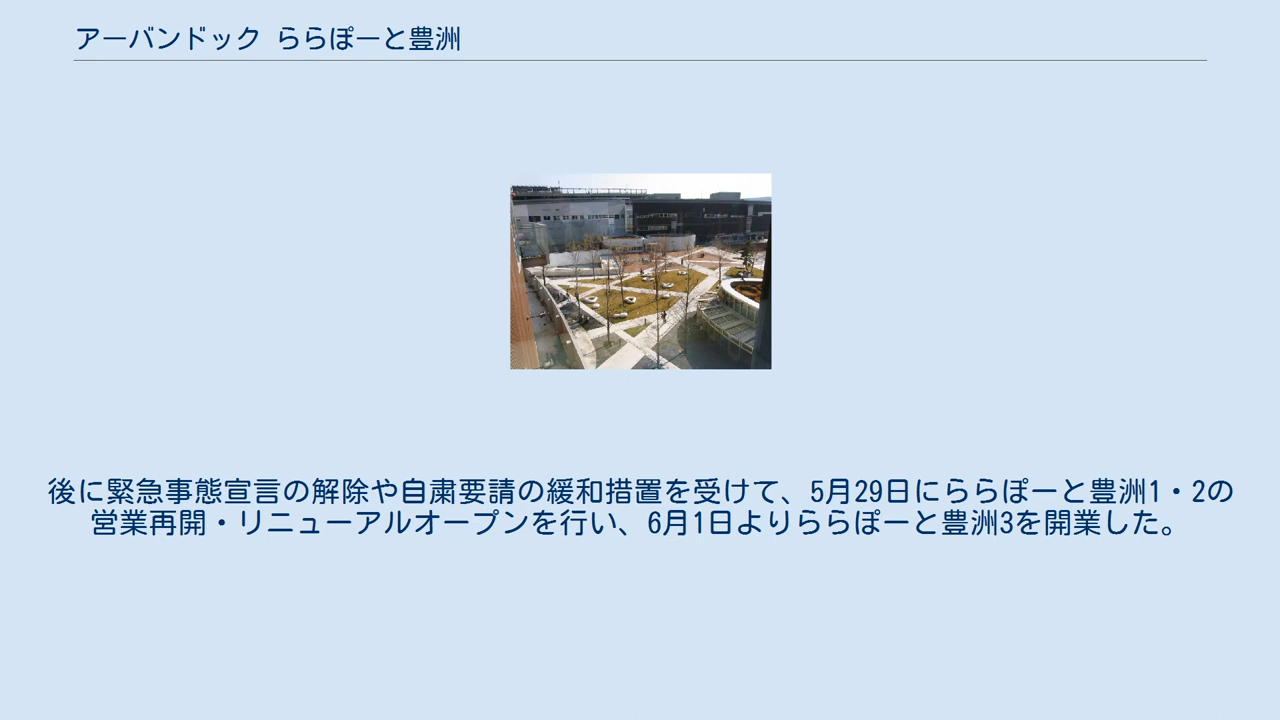 アーバンドック ららぽーと豊洲
後に緊急事態宣言の解除や自粛要請の緩和措置を受けて、5月29日にららぽーと豊洲1・2の
営業再開・リニューアルオープンを行い、6月1日よりららぽーと豊洲3を開業した。